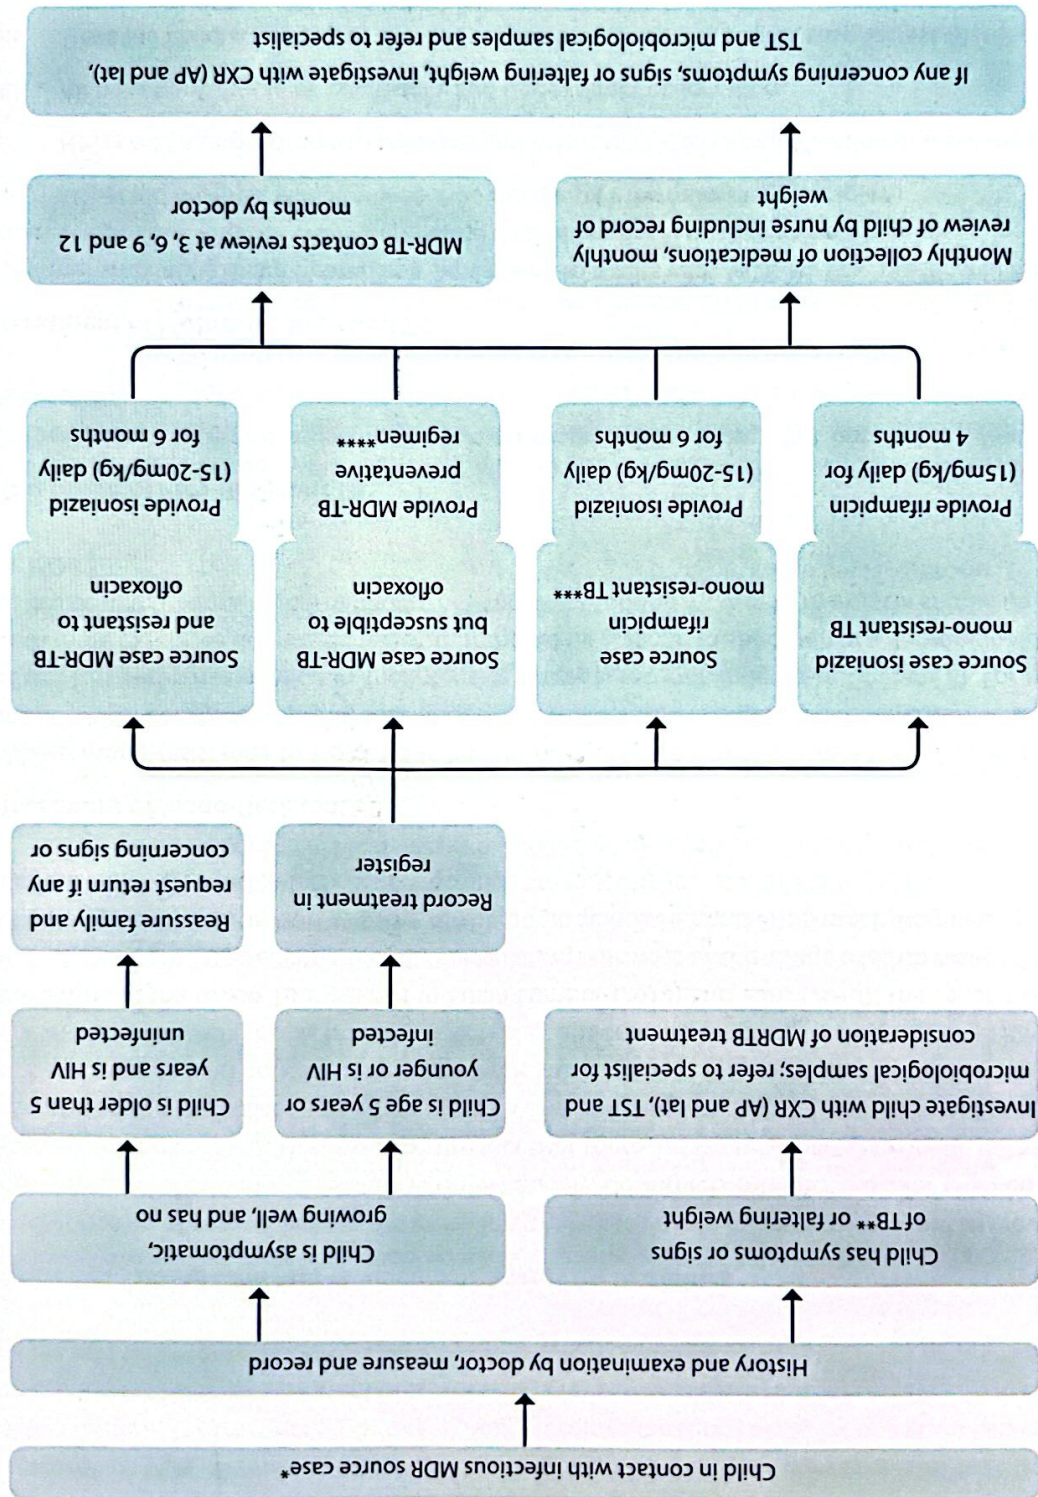 Child in contact with infectious MDR source case*
History and examination by doctor, measure and record
Child has symptoms or signs
of TB** or faltering weight
Child is asymptomatic,
growing well, and has no
Investigate child with CXR (AP and lat), TST and
microbiological samples; refer to specialist for
consideration of MDRTB treatment
Child is age 5 years or
younger or is HIV
infected
Child is older than 5
years and is HIV
uninfected
Record treatment in
register
Reassure family and
request return if any
concerning signs or
Source case isoniazid
mono-resistant TB
Source case
rifampicin
mono-resistant TB***
Source case MDR-TB
but susceptible to
ofloxacin
Source case MDR-TB
and resistant to
ofloxacin
Provide rifampicin
(15mg/kg) daily for
4 months
Provide isoniazid
(15-20mg/kg) daily
for 6 months
Provide MDR-TB
preventative
regimen****
Provide isoniazid
(15-20mg/kg) daily
for 6 months
Monthly collection of medications, monthly
review of child by nurse including record of
weight
MDR-TB contacts review at 3, 6, 9 and 12
months by doctor
If any concerning symptoms, signs or faltering weight, investigate with CXR (AP and lat),
TST and microbiological samples and refer to specialist